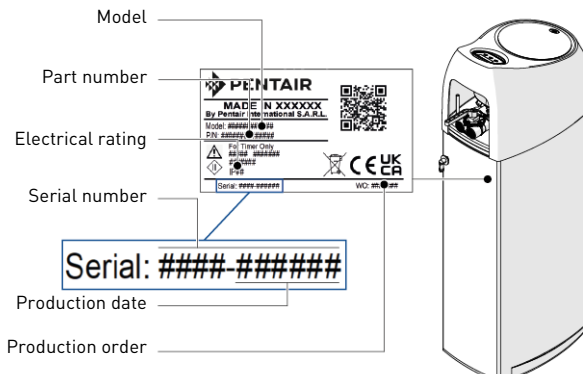 Model
Part number
Electrical rating
Serial number
Production date
Production order
PENTAIR
MADE IN XXXXXX
By Pentair International S.A.R.L.
Model:
P/N:
For Timer Only
CE UK CA
Serial: ####-######
WO:
Serial: ####-######